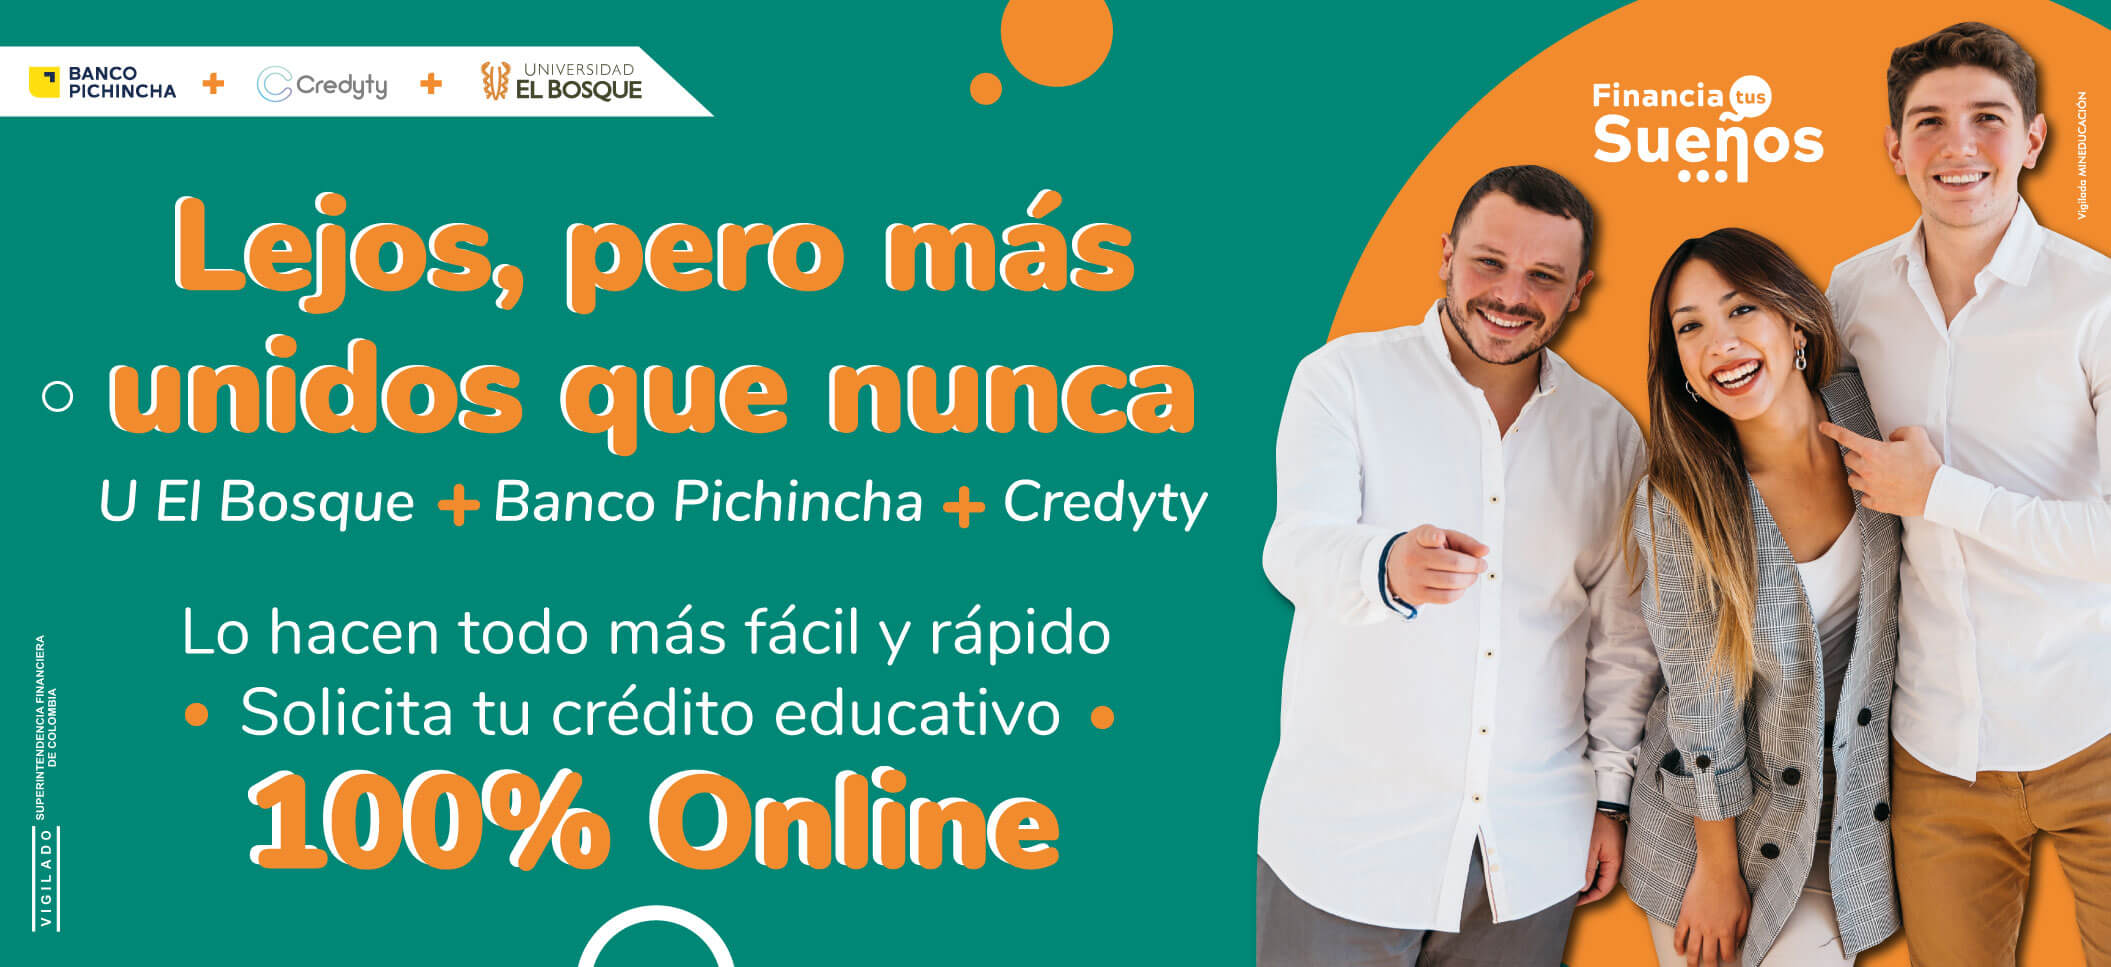 BANCO
PICHINCHA
+
Credyty
+
UNIVERSIDAD
EL BOSQUE
Financia tus
Sueños
Vigilada MINEDUCACIÓN
Lejos, pero más
unidos que nunca
U El Bosque + Banco Pichincha + Credyty
Lo hacen todo más fácil y rápido
• Solicita tu crédito educativo •
100% Online
VIGILADO
SUPERINTENDENCIA FINANCIERA
DE COLOMBIA